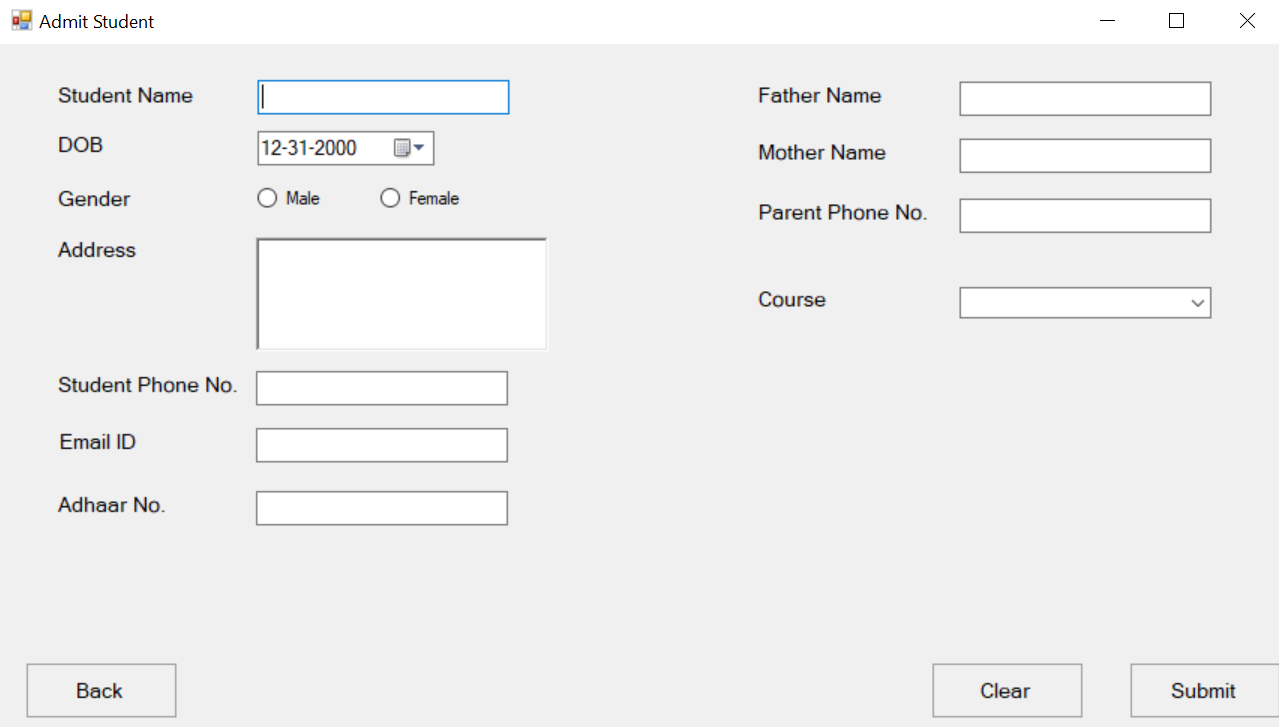 Admit Student
Student Name
DOB
12-31-2000
Gender
Male
Female
Address
Student Phone No.
Email ID
Adhaar No.
Father Name
Mother Name
Parent Phone No.
Course
Back
Clear
Submit